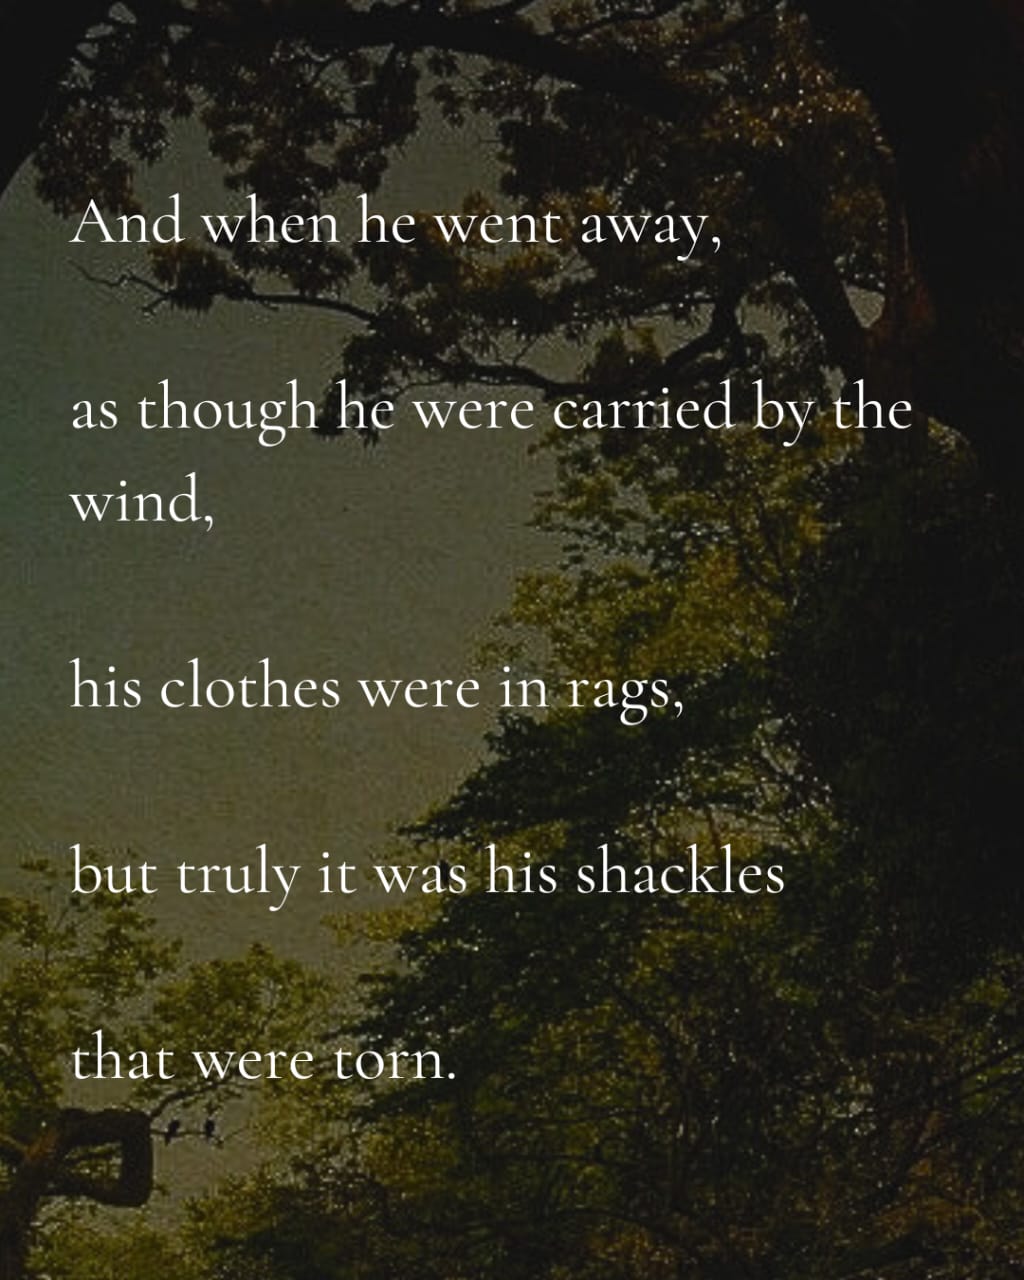 And when he went away,
as though he were carried by the
wind,
his clothes were in rags,
but truly it was his shackles
that were torn.